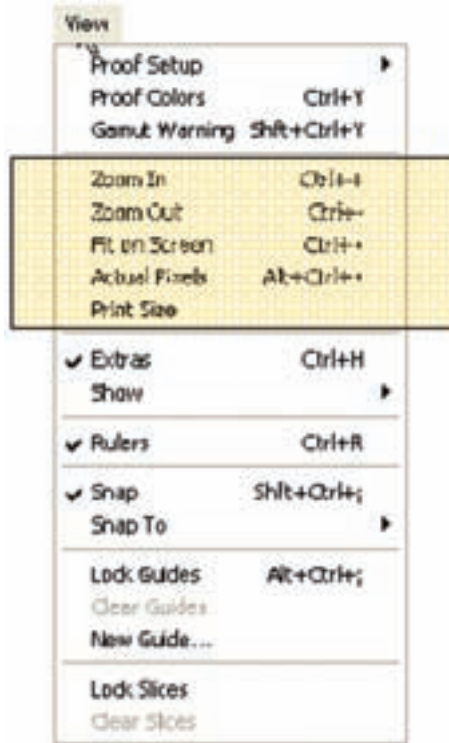 View
Proof Setup
Proof Colors Ctrl+Y
Gamut Warning Shft+Ctrl+Y
Zoom In Ctrl++
Zoom Out Ctrl+-
Fit on Screen
Actual Pixels
Print Size
Extras Ctrl+H
Show
Rulers Ctrl+R
Snap Shft+Ctrl+;
Snap To
Lock Guides Alt+Ctrl+;
Clear Guides
New Guide...
Lock Slices
Clear Slices